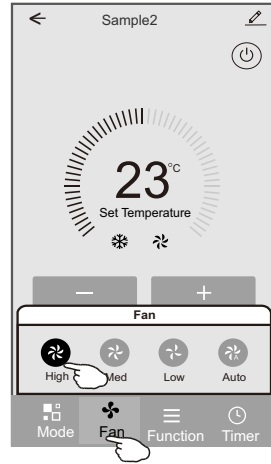 Sample2
23°C
Set Temperature
Fan
High Med Low Auto
Mode Fan Function Timer